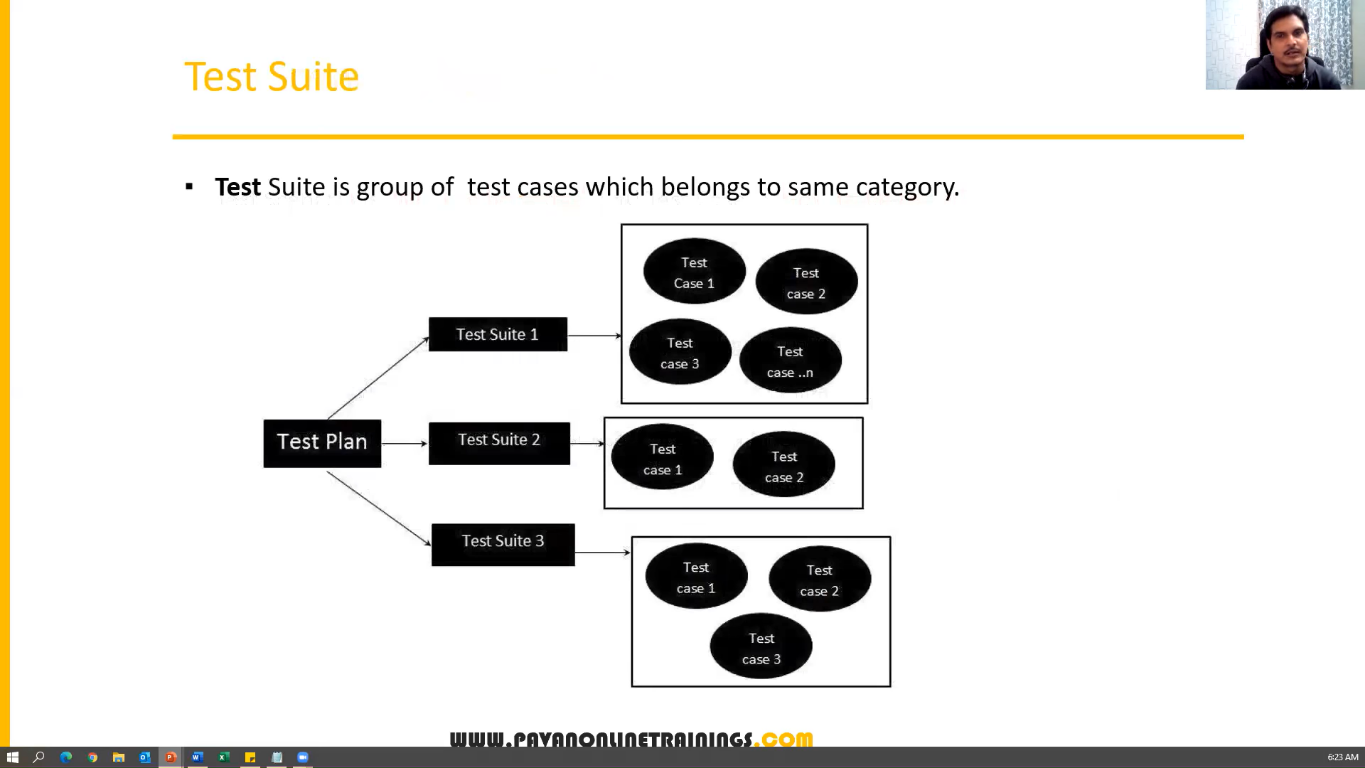 Test Suite
▪ Test Suite is group of  test cases which belongs to same category.
Test
Case 1
Test
case 2
Test
case 3
Test
case ..n
Test Suite 1
Test Plan
Test Suite 2
Test
case 1
Test
case 2
Test Suite 3
Test
case 1
Test
case 2
Test
case 3
WWW.PAVANONLINETRAININGS.COM
6:23 AM